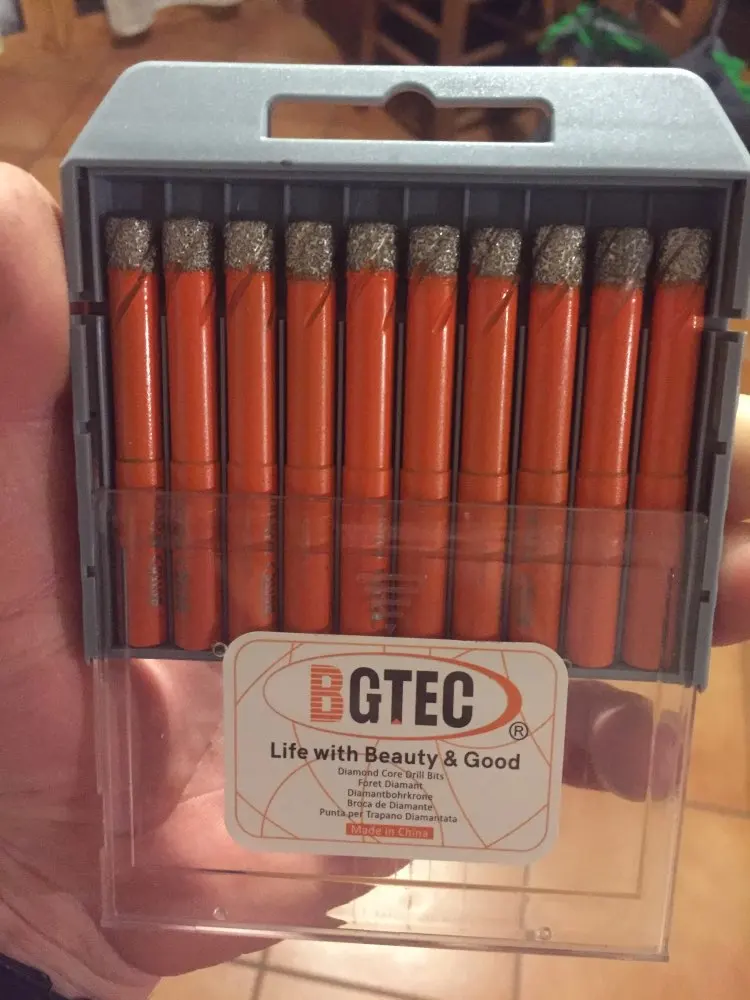 BGTEC
®
Life with Beauty & Good
Diamond Core Drill Bits
Foret Diamant
Diamantbohrkrone
Broca de Diamante
Punta per Trapano Diamantata
Made in China